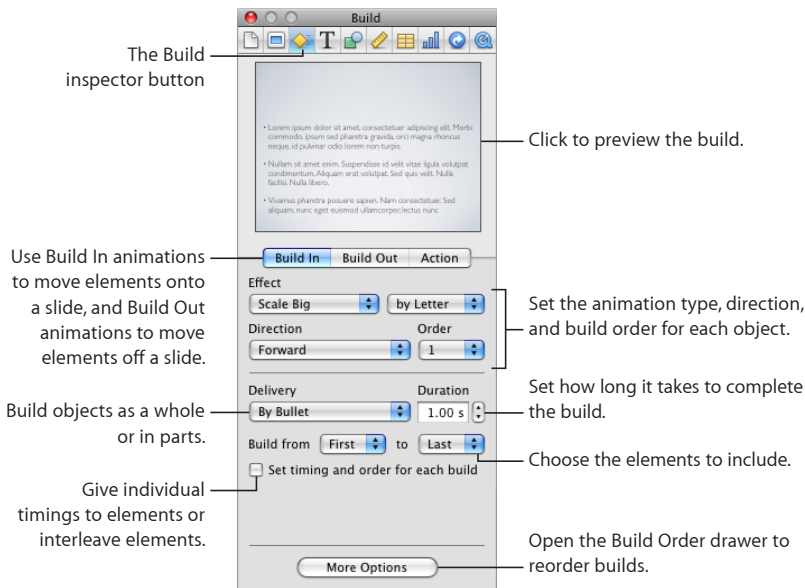 Build
T
The Build
inspector button
• Lorem ipsum dolor sit amet, consectetuer adipiscing elit. Morbi
commodo, ipsum sed pharetra gravida, orci magna rhoncus
neque, id pulvinar odio lorem non turpis.
• Nullam sit amet enim. Suspendisse id velit vitae ligula volutpat
condimentum. Aliquam erat volutpat. Sed quis velit. Nulla
facilisi. Nulla libero.
• Vivamus pharetra posuere sapien. Nam consectetuer. Sed
aliquam, nunc eget euismod ullamcorper, lectus nunc
Click to preview the build.
Use Build In animations
to move elements onto
a slide, and Build Out
animations to move
elements off a slide.
Build In Build Out Action
Effect
Scale Big by Letter
Direction Order
Forward 1
Set the animation type, direction,
and build order for each object.
Delivery Duration
By Bullet 1.00 s
Set how long it takes to complete
the build.
Build objects as a whole
or in parts.
Build from First to Last
Choose the elements to include.
Set timing and order for each build
Give individual
timings to elements or
interleave elements.
More Options
Open the Build Order drawer to
reorder builds.